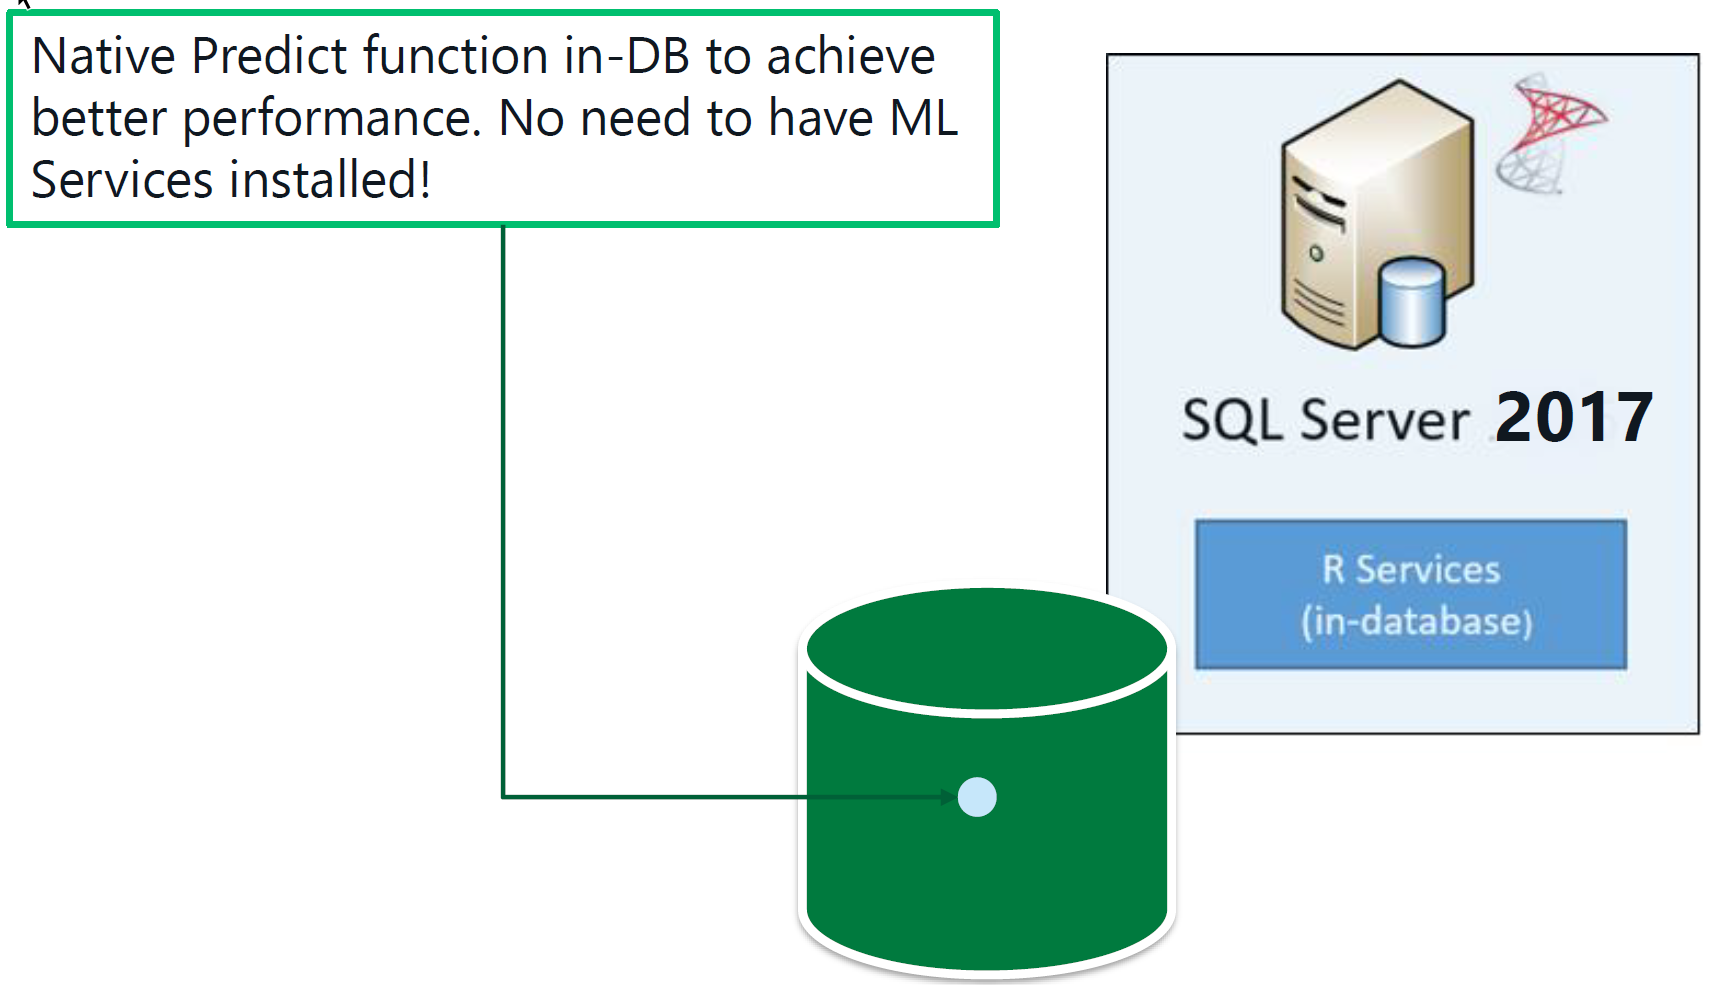 Native Predict function in-DB to achieve
better performance. No need to have ML
Services installed!
SQL Server 2017
R Services
(in-database)